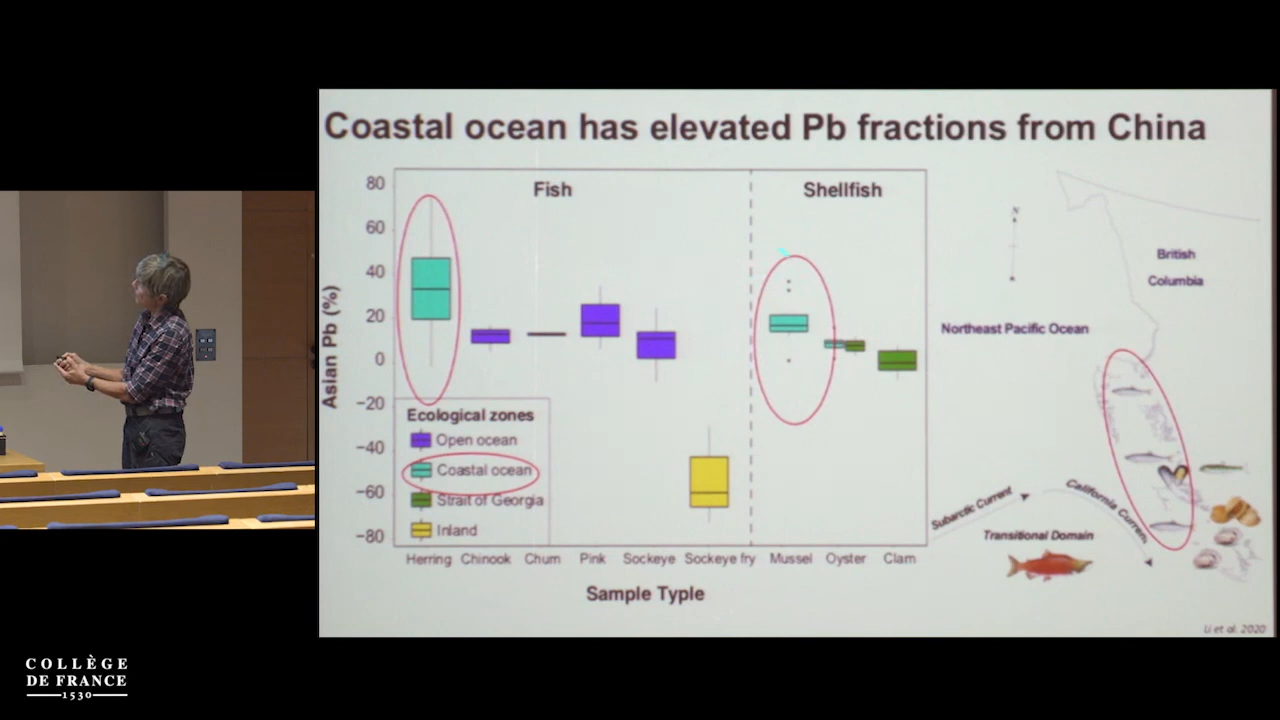 Coastal ocean has elevated Pb fractions from China
Fish
Shellfish
80
60
40
20
0
−20
−40
−60
−80
Asian Pb (%)
Ecological zones
Open ocean
Coastal ocean
Strait of Georgia
Inland
Herring Chinook Chum Pink Sockeye Sockeye fry Mussel Oyster Clam
Sample Typle
N
British
Columbia
Northeast Pacific Ocean
Subarctic Current
California Current
Transitional Domain
Li et al. 2020
COLLÈGE
DE FRANCE
1530